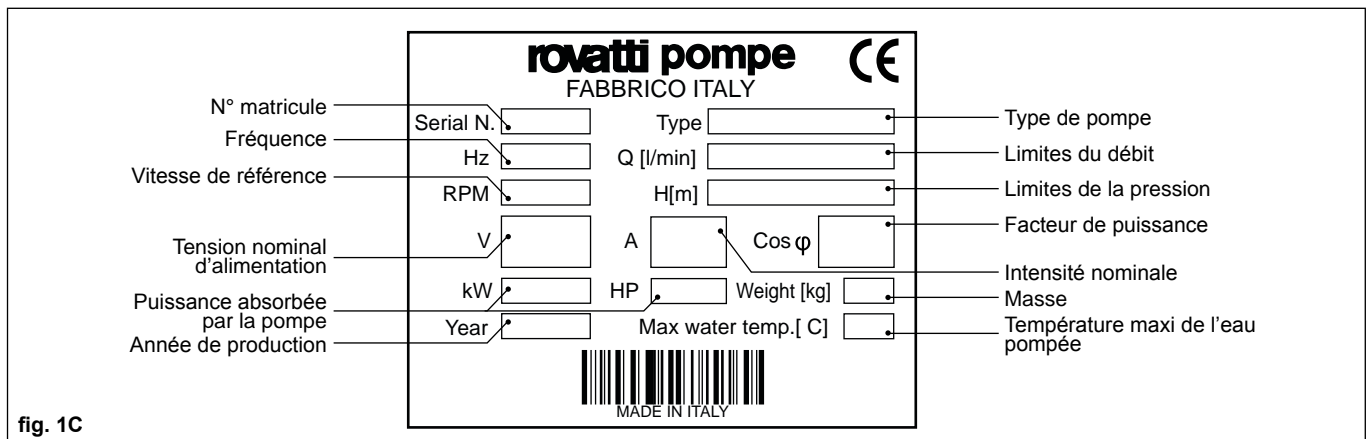 rovatti pompe CE
FABBRICO ITALY
N° matricule
Serial N.
Type
Type de pompe
Fréquence
Hz
Q [l/min]
Limites du débit
Vitesse de référence
RPM
H[m]
Limites de la pression
Tension nominal
d'alimentation
V
A
Cos φ
Facteur de puissance
Intensité nominale
Puissance absorbée
par la pompe
kW
HP
Weight [kg]
Masse
Année de production
Year
Max water temp.[ C]
Température maxi de l'eau
pompée
MADE IN ITALY
fig. 1C